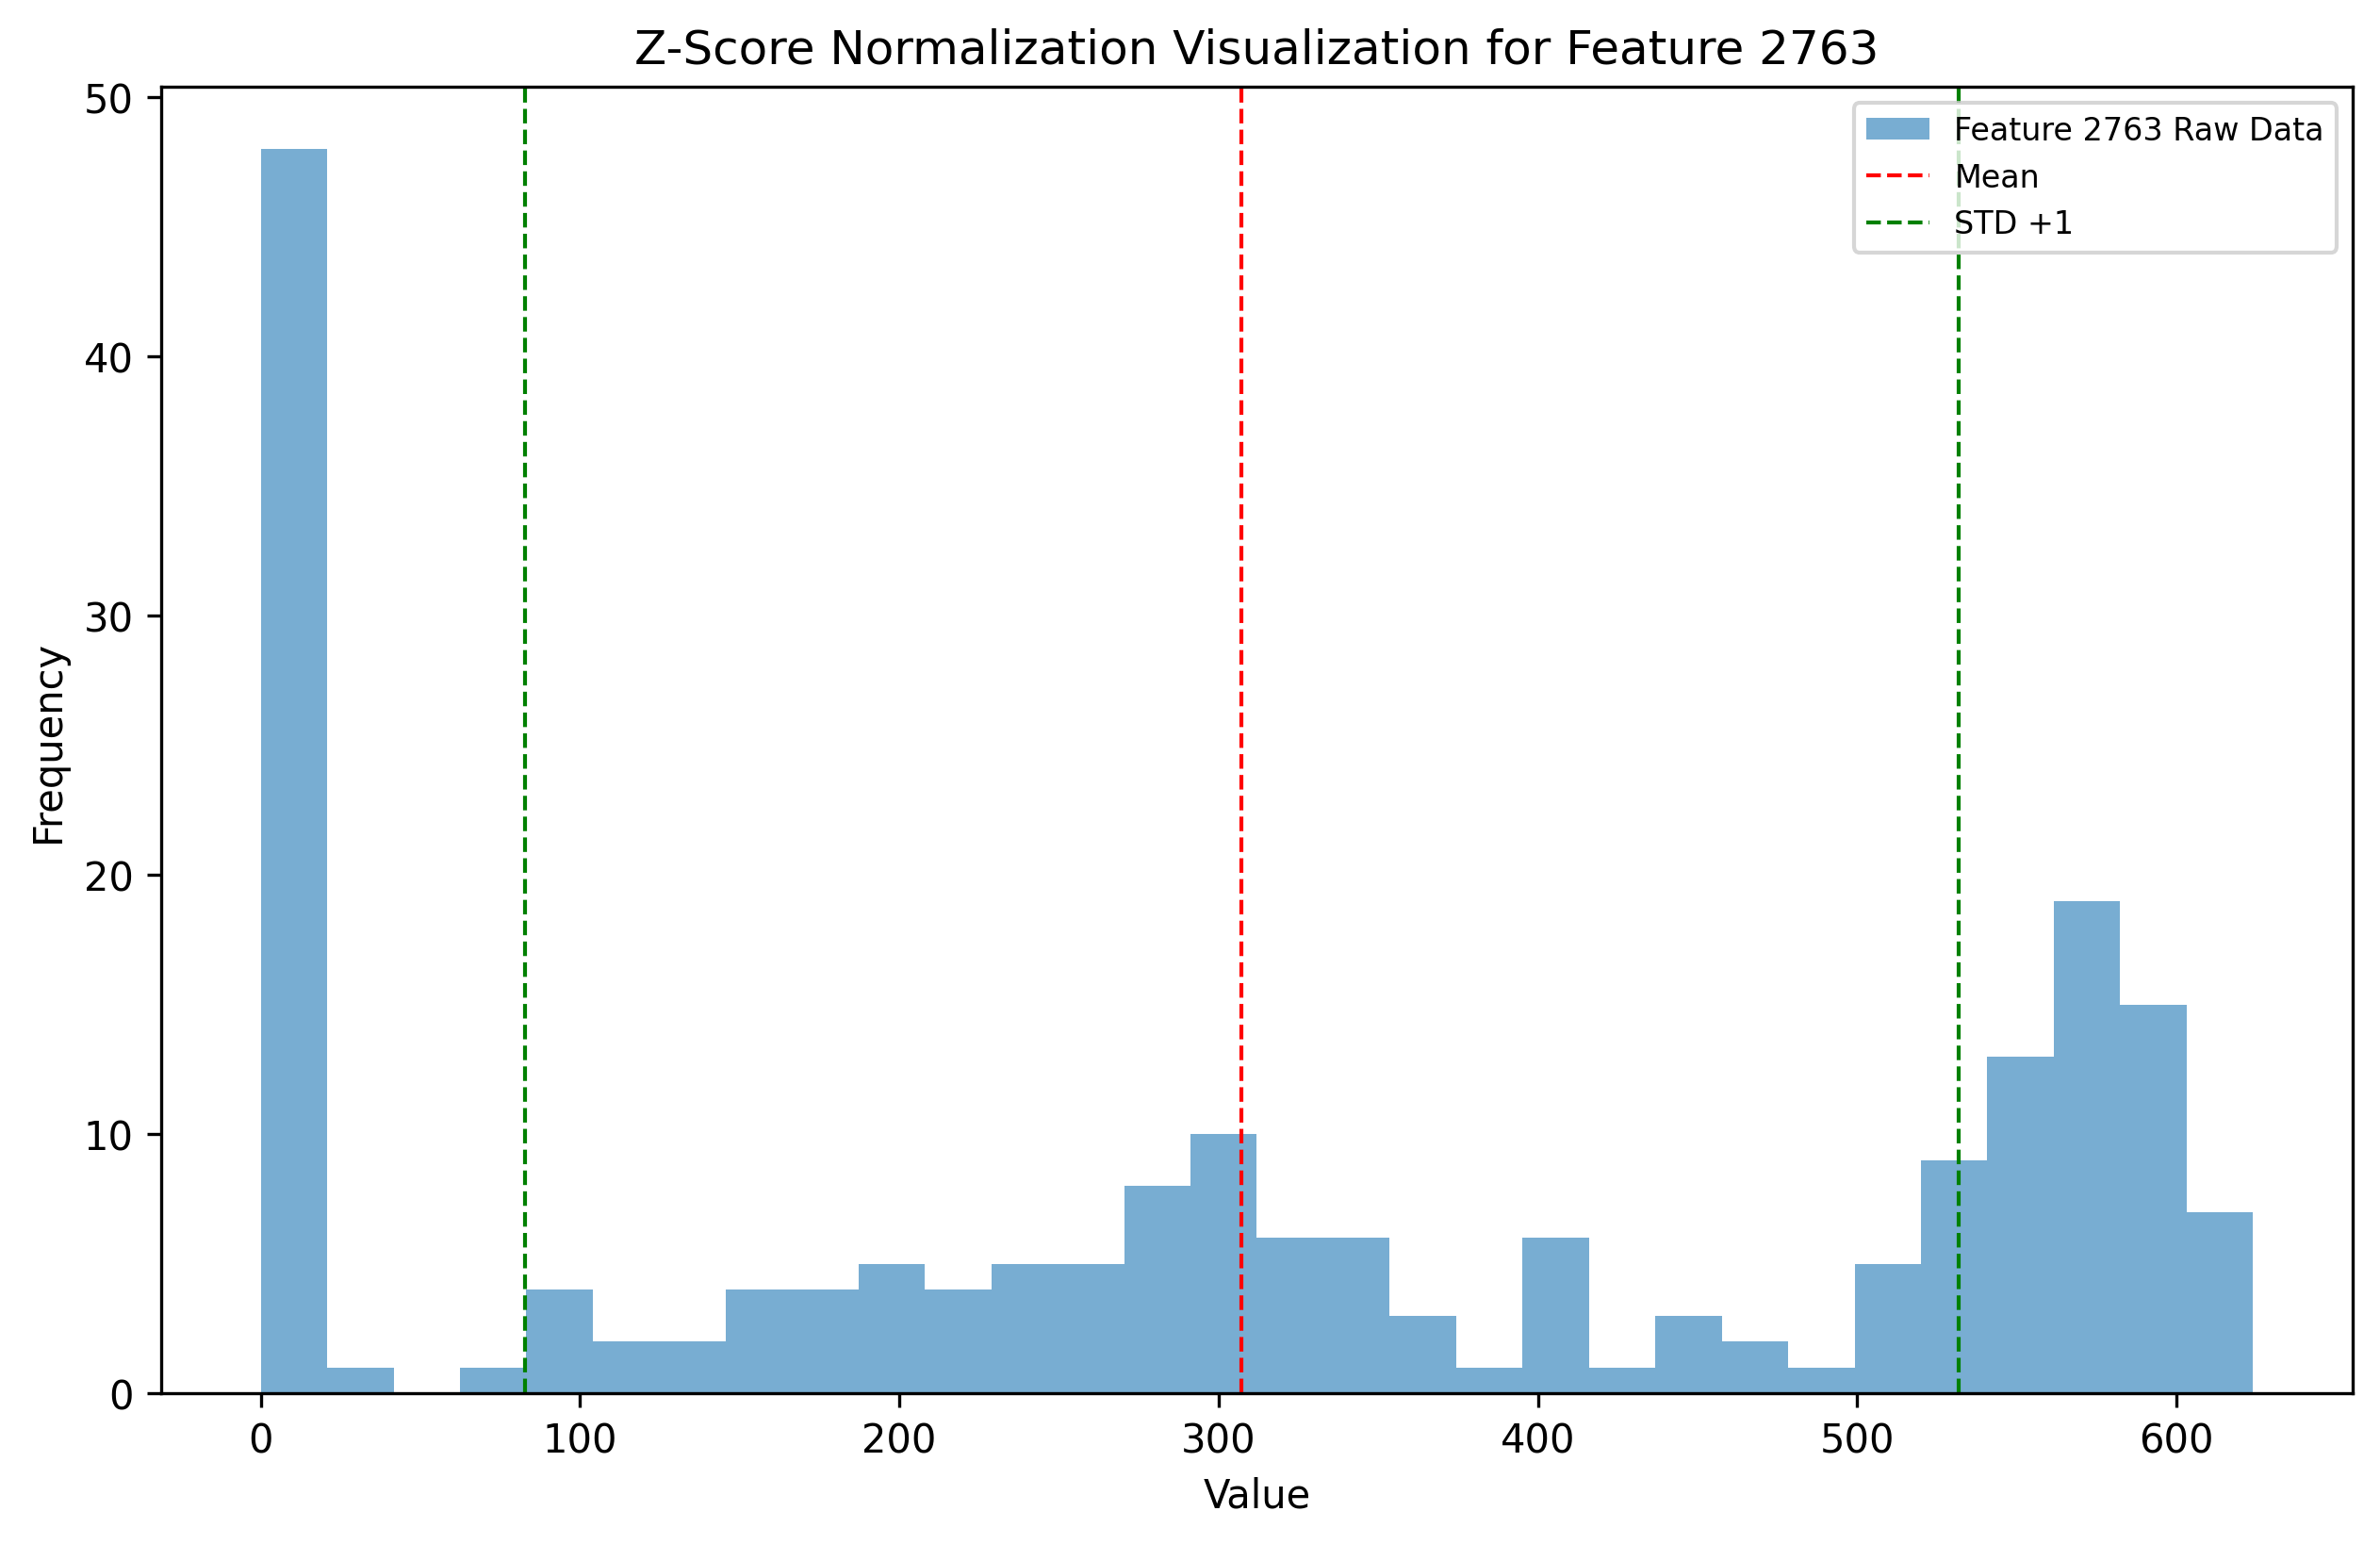 Z-Score Normalization Visualization for Feature 2763
Feature 2763 Raw Data
Mean
STD +1
50
40
30
20
10
0
Frequency
0 100 200 300 400 500 600
Value